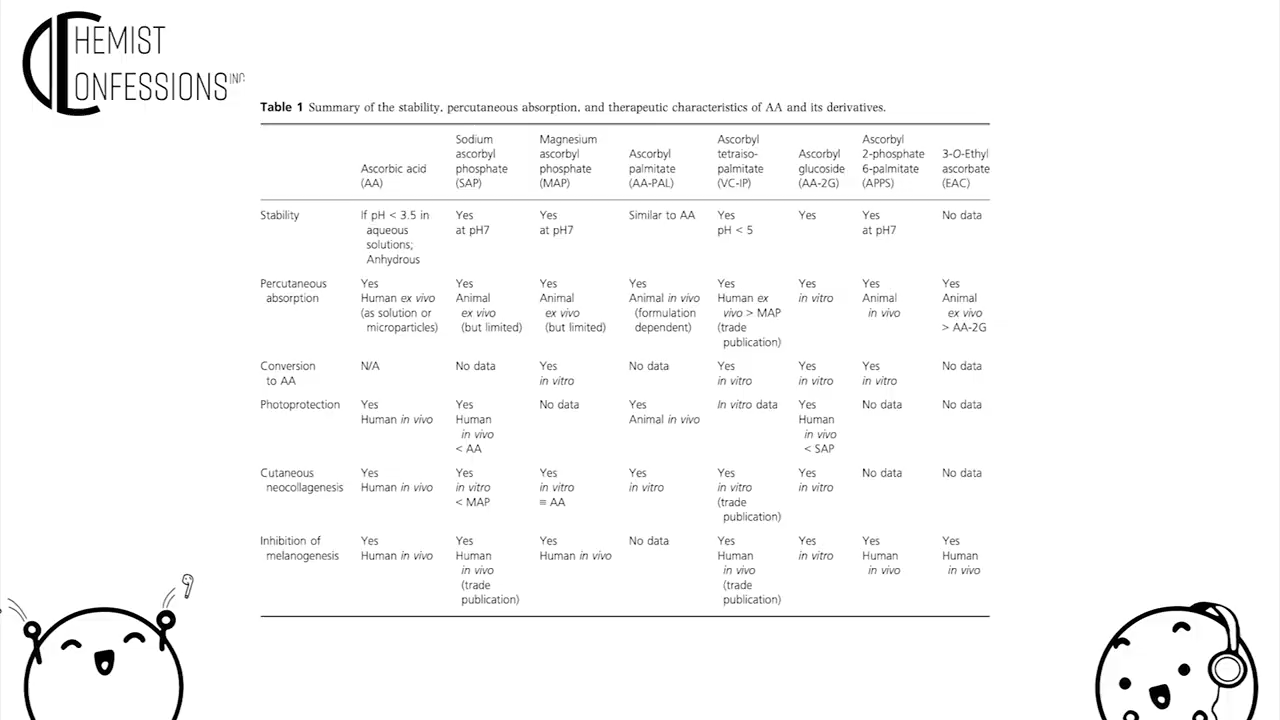 CHEMIST
CONFESSIONS INC
Table 1 Summary of the stability, percutaneous absorption, and therapeutic characteristics of AA and its derivatives.
Ascorbic acid (AA) Sodium ascorbyl phosphate (SAP) Magnesium ascorbyl phosphate (MAP) Ascorbyl palmitate (AA-PAL) Ascorbyl tetraiso-palmitate (VC-IP) Ascorbyl glucoside (AA-2G) Ascorbyl 2-phosphate 6-palmitate (APPS) 3-O-Ethyl ascorbate (EAC)
Stability If pH < 3.5 in aqueous solutions; Anhydrous Yes at pH7 Yes at pH7 Similar to AA Yes pH < 5 Yes Yes at pH7 No data
Percutaneous absorption Yes Human ex vivo (as solution or microparticles) Yes Animal ex vivo (but limited) Yes Animal ex vivo (but limited) Yes Animal in vivo (formulation dependent) Yes Human ex vivo > MAP (trade publication) Yes in vitro Yes Animal in vivo Yes Animal ex vivo > AA-2G
Conversion to AA N/A No data Yes in vitro No data Yes in vitro Yes in vitro Yes in vitro No data
Photoprotection Yes Human in vivo Yes Human in vivo < AA No data Yes Animal in vivo In vitro data Yes Human in vivo < SAP No data No data
Cutaneous neocollagenesis Yes Human in vivo Yes in vitro < MAP Yes in vitro ≡ AA Yes in vitro Yes in vitro (trade publication) Yes in vitro No data No data
Inhibition of melanogenesis Yes Human in vivo Yes Human in vivo (trade publication) Yes Human in vivo No data Yes Human in vivo (trade publication) Yes in vitro Yes Human in vivo Yes Human in vivo